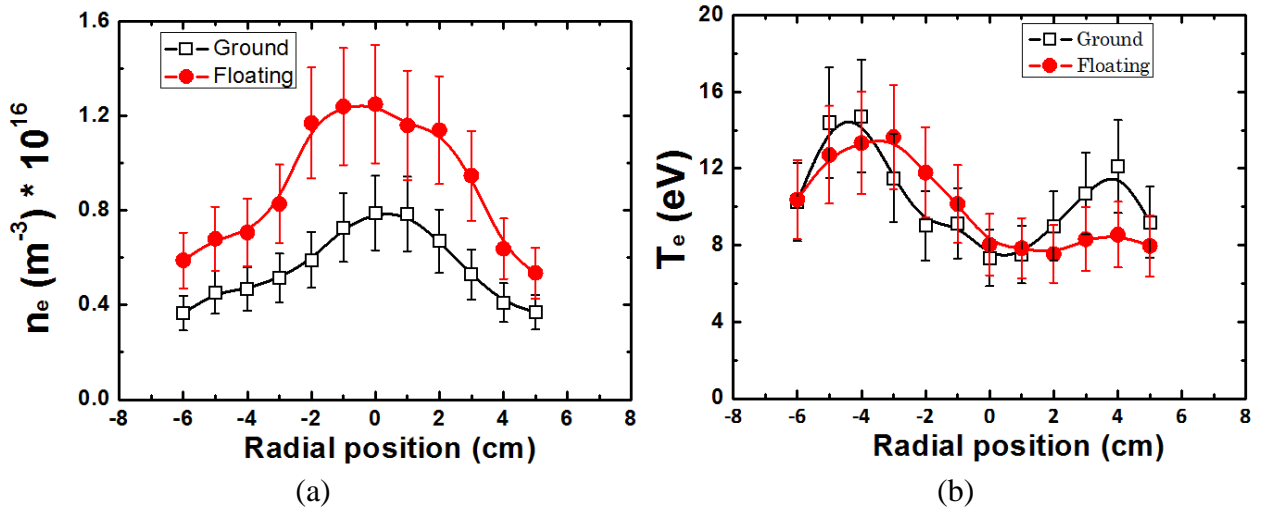 1.6
1.2
0.8
0.4
0.0
n_e (m^-3) * 10^16
Ground
Floating
-8 -6 -4 -2 0 2 4 6 8
Radial position (cm)
(a)
20
16
12
8
4
0
T_e (eV)
Ground
Floating
-8 -6 -4 -2 0 2 4 6 8
Radial position (cm)
(b)